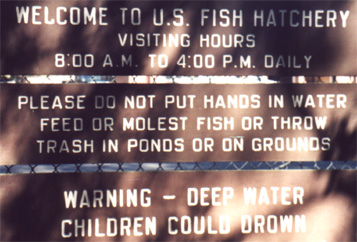 WELCOME TO U.S. FISH HATCHERY
VISITING HOURS
8:00 A.M. TO 4:00 P.M. DAILY
PLEASE DO NOT PUT HANDS IN WATER
FEED OR MOLEST FISH OR THROW
TRASH IN PONDS OR ON GROUNDS
WARNING - DEEP WATER
CHILDREN COULD DROWN